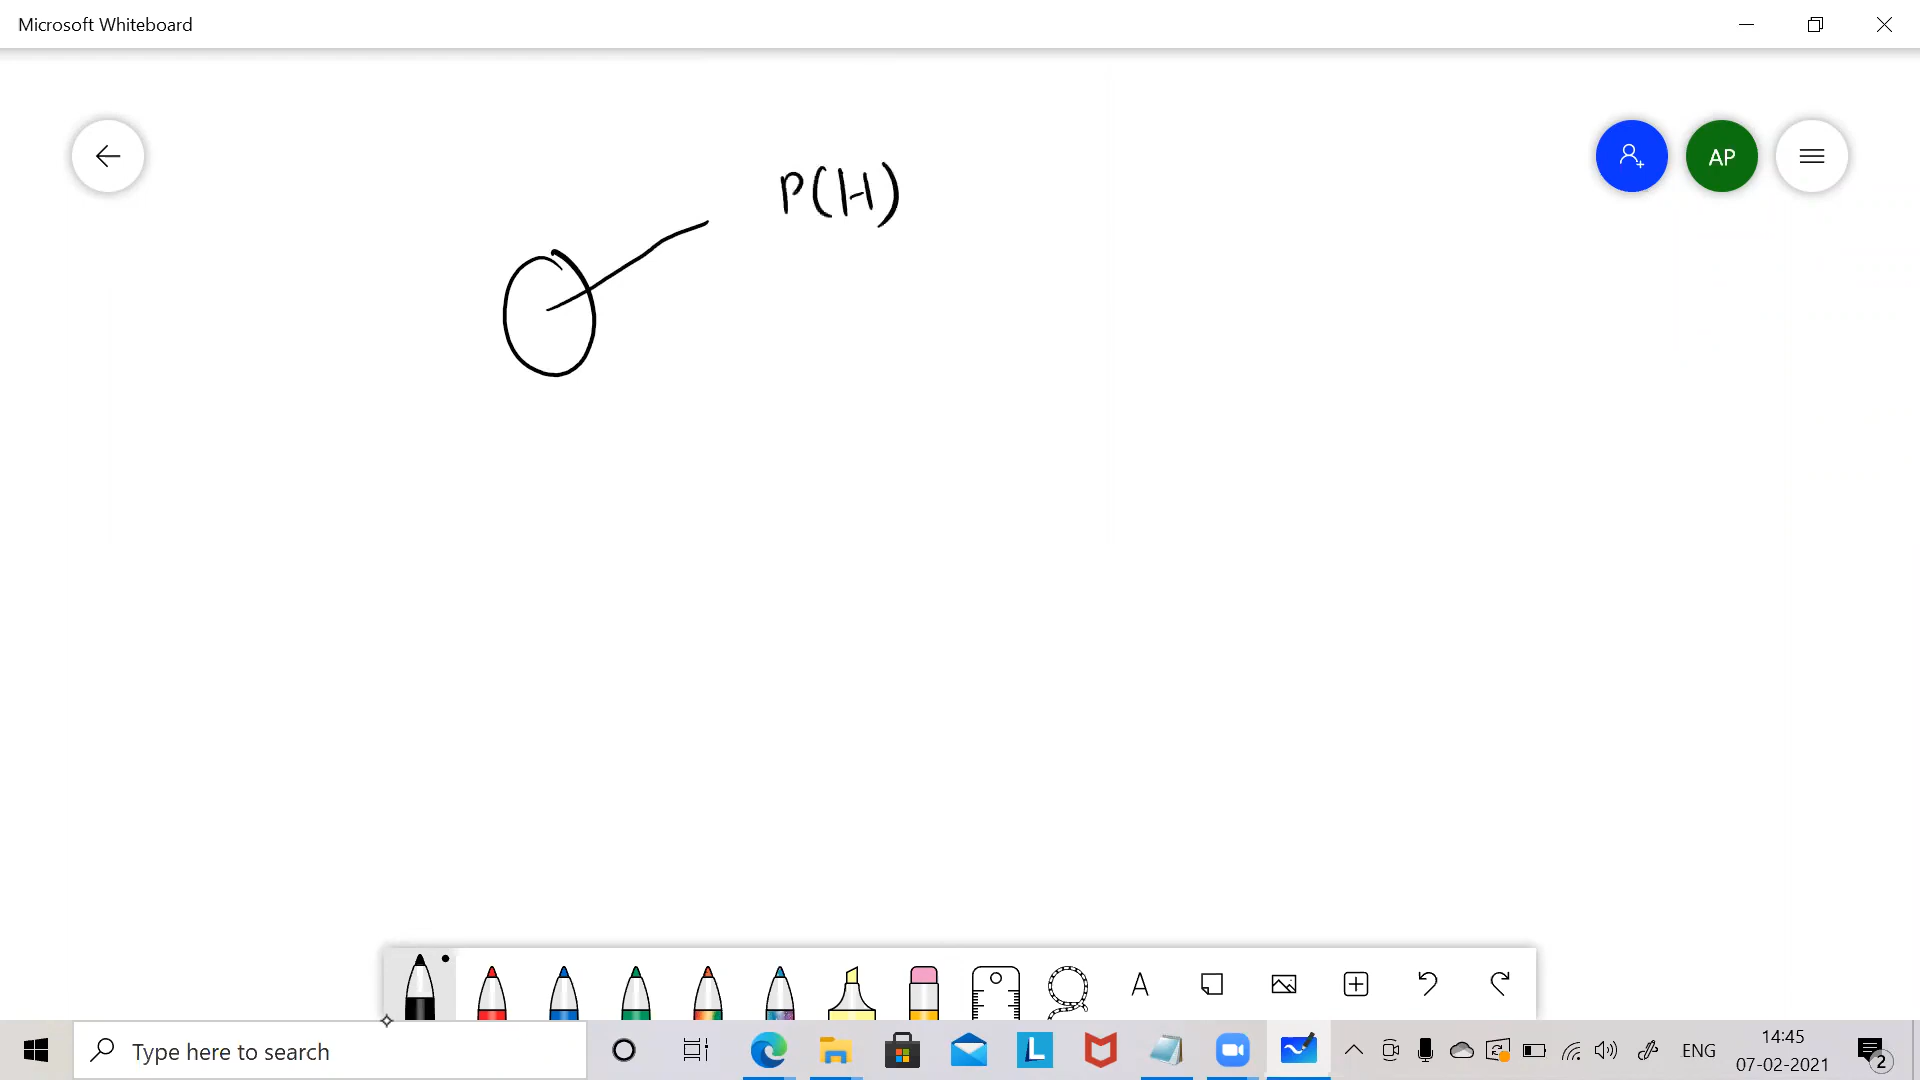 Microsoft Whiteboard
AP
P(H)
A
Type here to search
L
ENG
14:45
07-02-2021
2